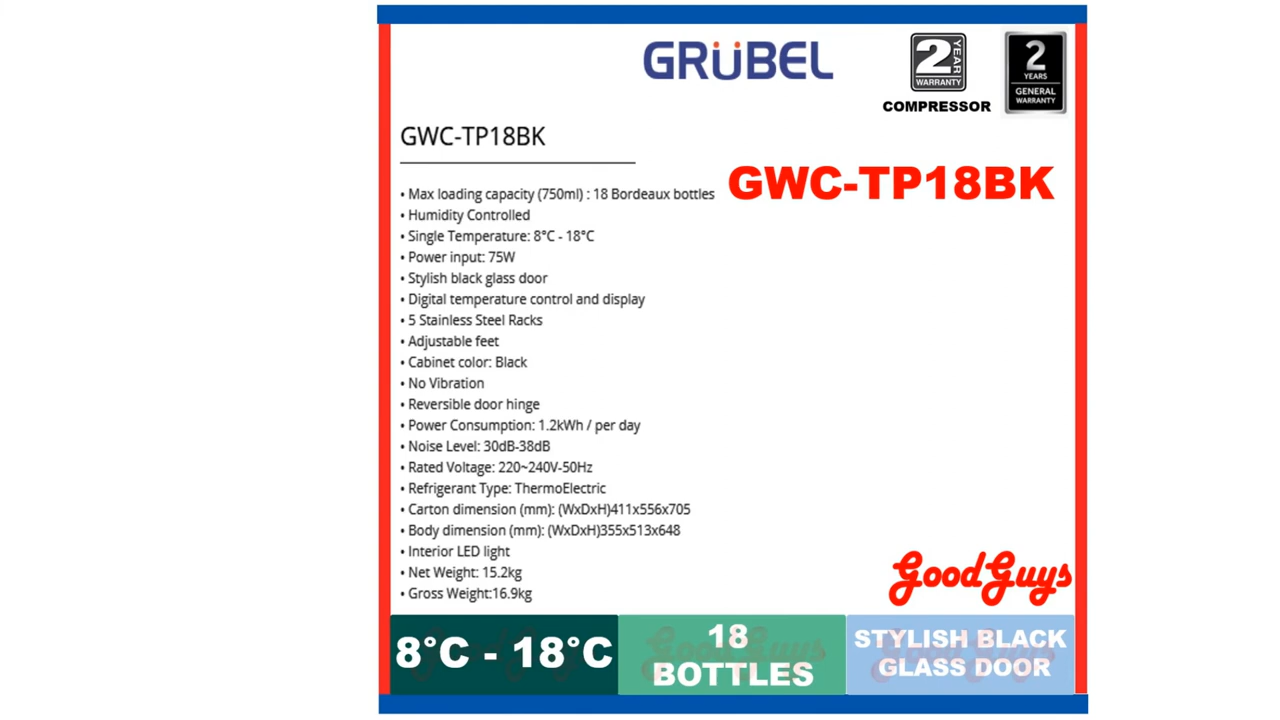 GRÜBEL
2 YEAR WARRANTY
COMPRESSOR
2 YEARS
GENERAL WARRANTY
GWC-TP18BK
GWC-TP18BK
• Max loading capacity (750ml) : 18 Bordeaux bottles
• Humidity Controlled
• Single Temperature: 8°C - 18°C
• Power input: 75W
• Stylish black glass door
• Digital temperature control and display
• 5 Stainless Steel Racks
• Adjustable feet
• Cabinet color: Black
• No Vibration
• Reversible door hinge
• Power Consumption: 1.2kWh / per day
• Noise Level: 30dB-38dB
• Rated Voltage: 220~240V-50Hz
• Refrigerant Type: ThermoElectric
• Carton dimension (mm): (WxDxH)411x556x705
• Body dimension (mm): (WxDxH)355x513x648
• Interior LED light
• Net Weight: 15.2kg
• Gross Weight:16.9kg
GoodGuys
8°C - 18°C
18
BOTTLES
STYLISH BLACK
GLASS DOOR